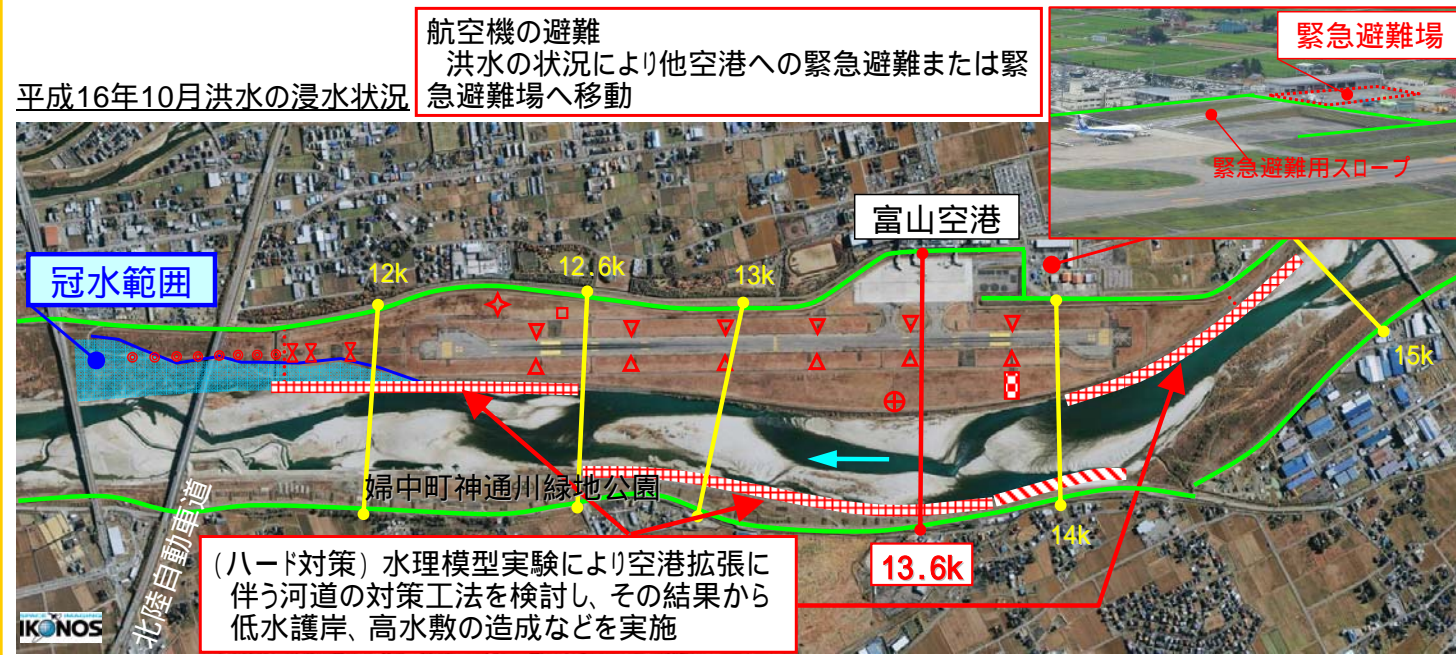 航空機の避難
洪水の状況により他空港への緊急避難または緊
急避難場へ移動
緊急避難場
緊急避難用スロープ
平成16年10月洪水の浸水状況
富山空港
冠水範囲
12k
12.6k
13k
15k
婦中町神通川緑地公園
14k
13.6k
北陸自動車道
(ハード対策) 水理模型実験により空港拡張に
伴う河道の対策工法を検討し、その結果から
低水護岸、高水敷の造成などを実施
IKONOS